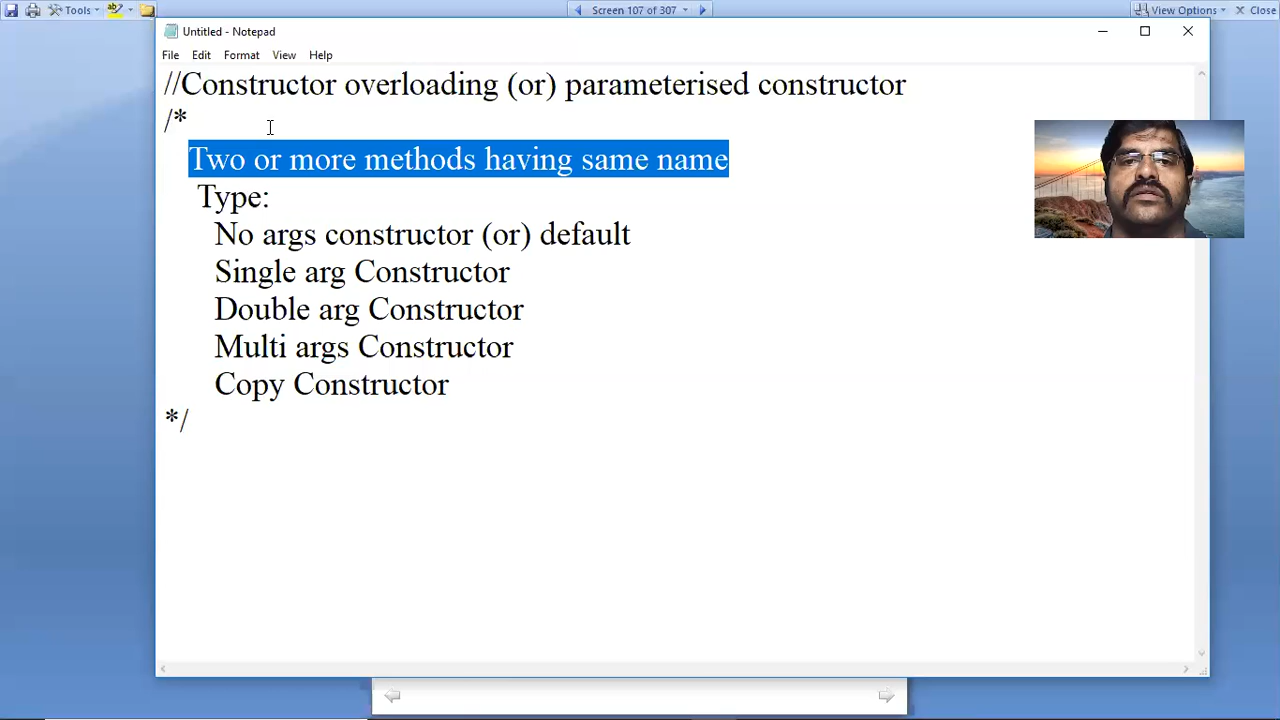 Tools
Screen 107 of 307
View Options
Close
Untitled - Notepad
File Edit Format View Help
//Constructor overloading (or) parameterised constructor
/*
Two or more methods having same name
Type:
No args constructor (or) default
Single arg Constructor
Double arg Constructor
Multi args Constructor
Copy Constructor
*/